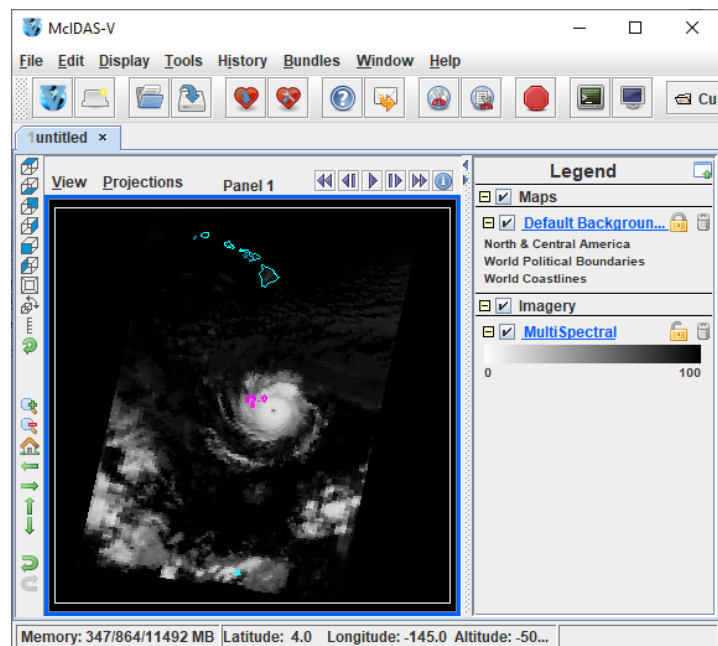 McIDAS-V
File Edit Display Tools History Bundles Window Help
Cu
1untitled ×
View Projections Panel 1
Legend
Maps
Default Backgroun...
North & Central America
World Political Boundaries
World Coastlines
Imagery
MultiSpectral
0 100
Memory: 347/864/11492 MB Latitude: 4.0 Longitude: -145.0 Altitude: -50...